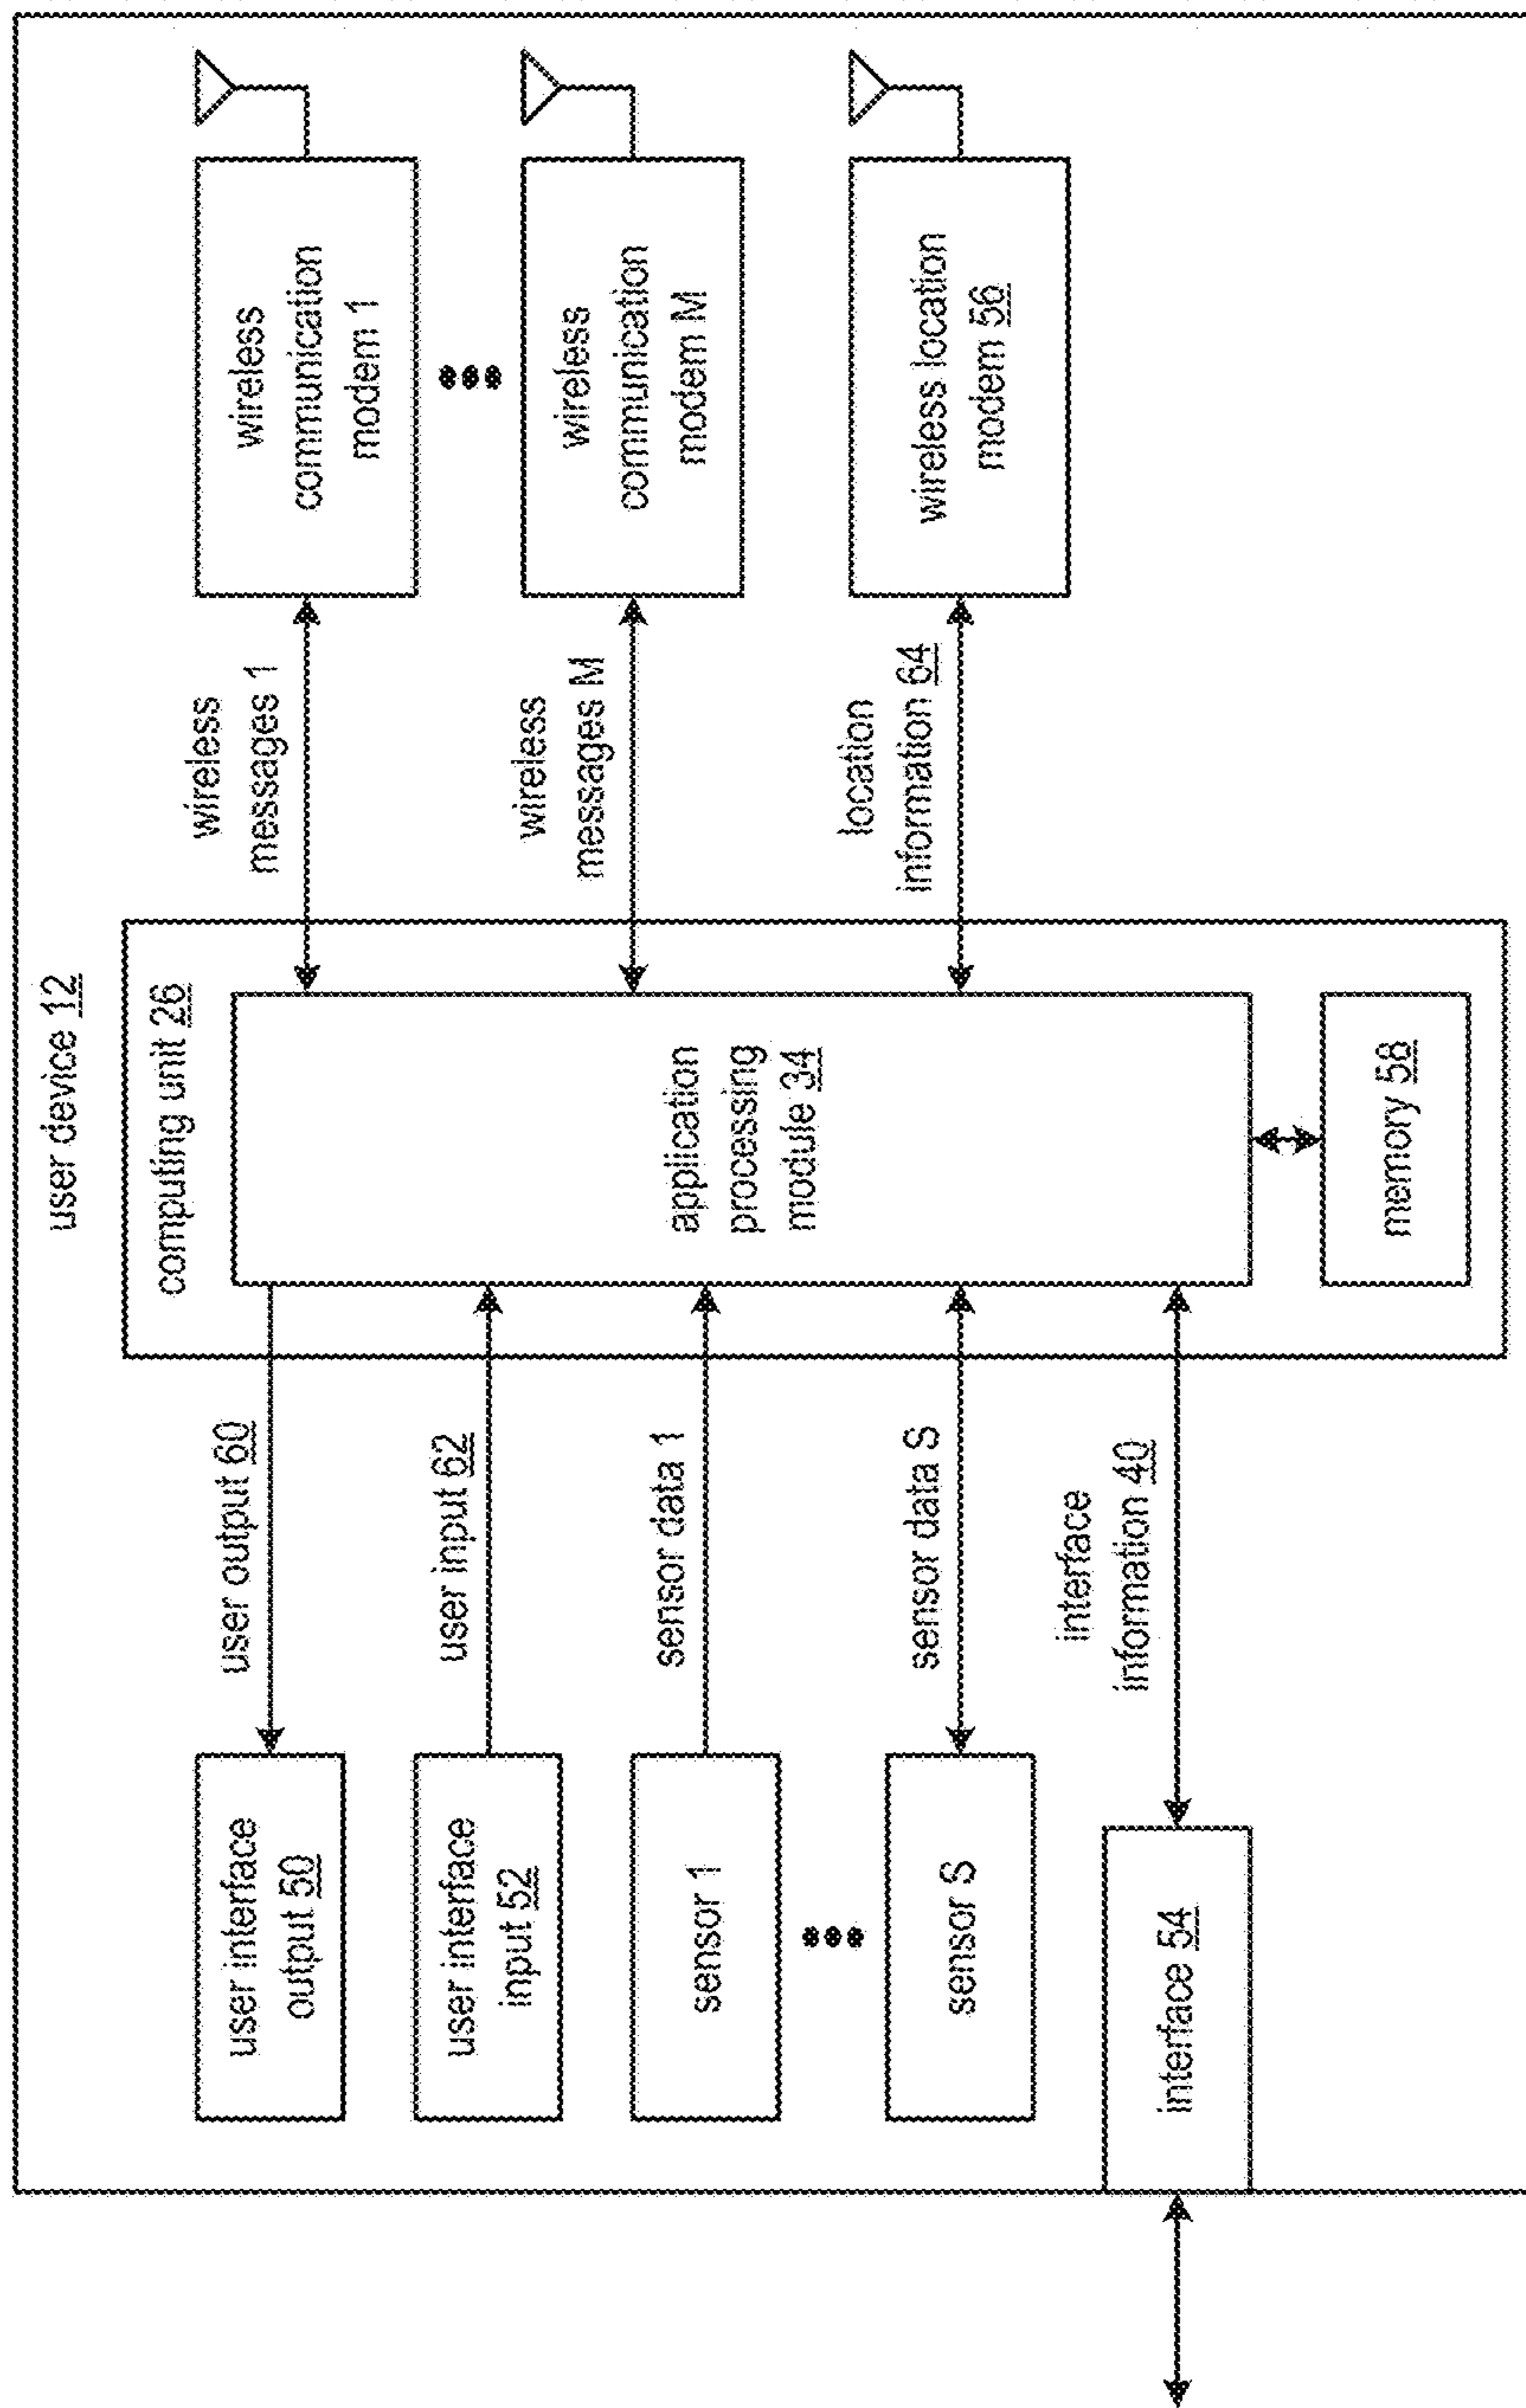 user device 12
computing unit 26
user interface
output 50
user output 60
user interface
input 52
user input 62
sensor 1
sensor data 1
sensor S
sensor data S
interface 54
interface
information 40
application
processing
module 34
memory 58
wireless
messages 1
wireless
communication
modem 1
wireless
messages M
wireless
communication
modem M
location
information 64
wireless location
modem 56